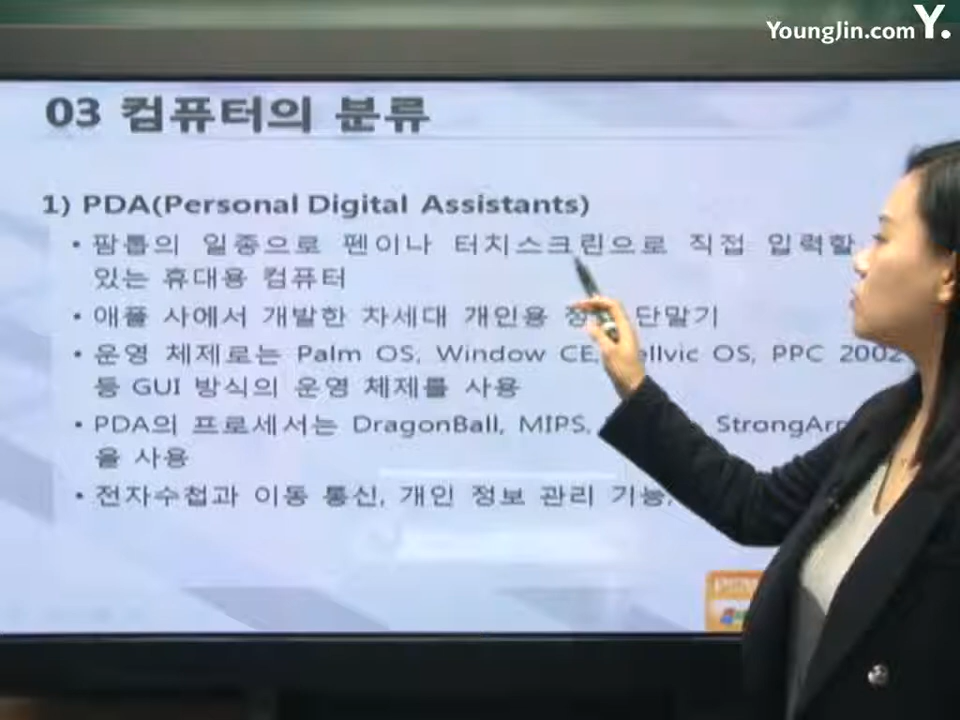 YoungJin.com Y.
03 컴퓨터의 분류
1) PDA(Personal Digital Assistants)
• 팜톱의 일종으로 펜이나 터치스크린으로 직접 입력할
있는 휴대용 컴퓨터
• 애플 사에서 개발한 차세대 개인용 단말기
• 운영 체제로는 Palm OS, Window CE, OS, PPC 2002
등 GUI 방식의 운영 체제를 사용
• PDA의 프로세서는 DragonBall, MIPS,
을 사용
• 전자수첩과 이동 통신, 개인 정보 관리 기능,